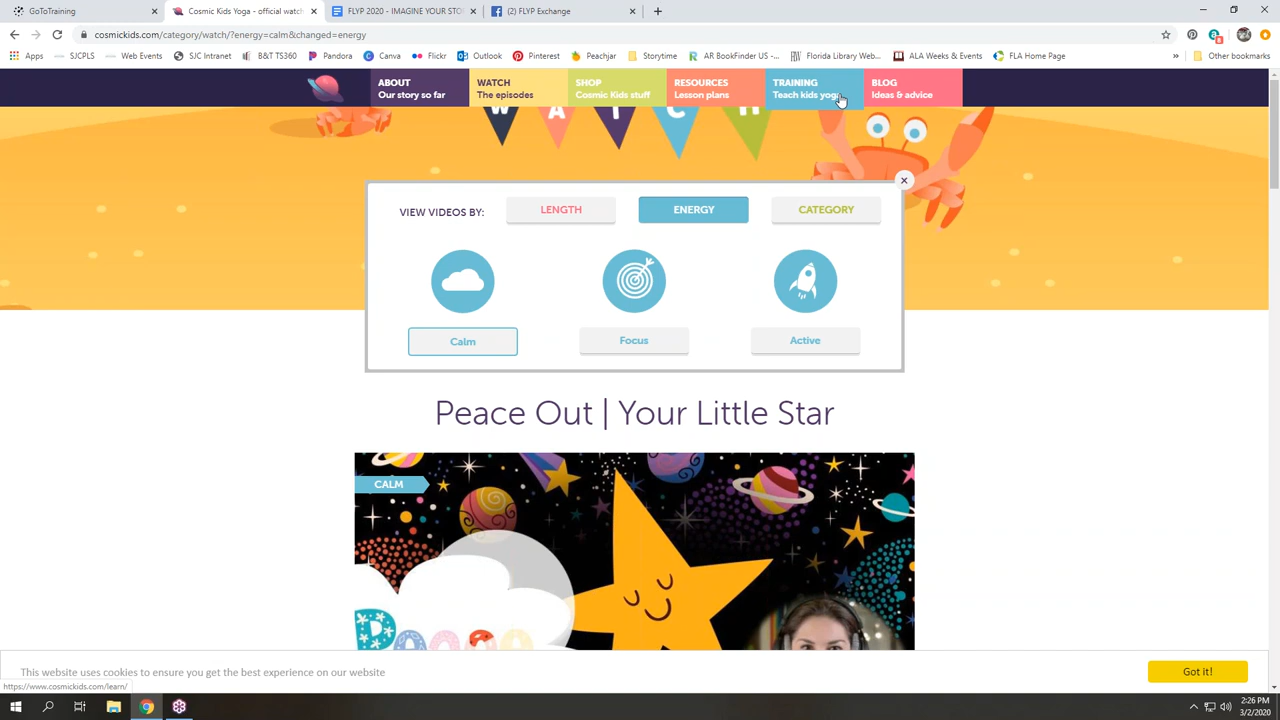 GoToTraining
Cosmic Kids Yoga - official watch
FLYP 2020 - IMAGINE YOUR STO
(2) FLYP Exchange
cosmickids.com/category/watch/?energy=calm&changed=energy
Apps SJCPLS Web Events SJC Intranet B&T TS360 Pandora Canva Flickr Outlook Pinterest Peachjar Storytime AR BookFinder US -... Florida Library Web... ALA Weeks & Events FLA Home Page » Other bookmarks
ABOUT
Our story so far
WATCH
The episodes
SHOP
Cosmic Kids stuff
RESOURCES
Lesson plans
TRAINING
Teach kids yoga
BLOG
Ideas & advice
WATCH
VIEW VIDEOS BY: LENGTH ENERGY CATEGORY
Calm Focus Active
Peace Out | Your Little Star
CALM
This website uses cookies to ensure you get the best experience on our website
Got it!
https://www.cosmickids.com/learn/
2:26 PM
3/2/2020